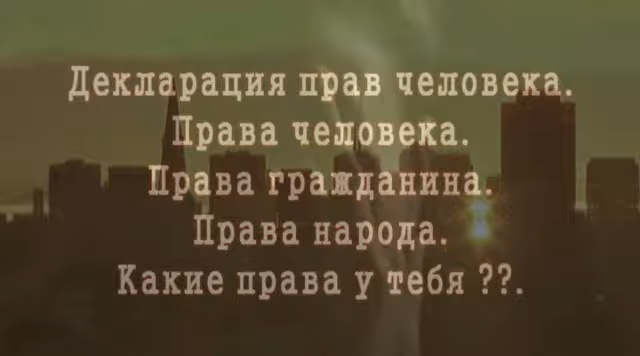 Декларация прав человека.
Права человека.
Права гражданина.
Права народа.
Какие права у тебя ??.